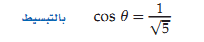 cos θ = 1/√5 بالتبسيط